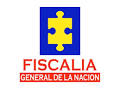 FISCALIA
GENERAL DE LA NACION